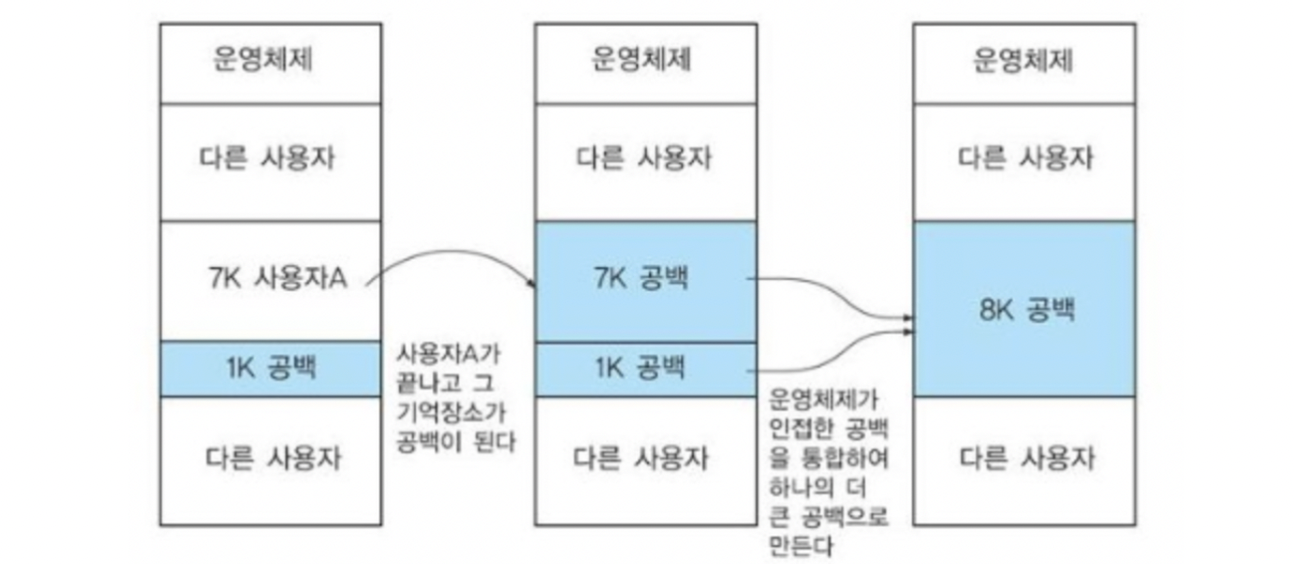 운영체제
다른 사용자
7K 사용자A
1K 공백
다른 사용자
사용자A가
끝나고 그
기억장소가
공백이 된다
운영체제
다른 사용자
7K 공백
1K 공백
다른 사용자
운영체제가
인접한 공백
을 통합하여
하나의 더
큰 공백으로
만든다
운영체제
다른 사용자
8K 공백
다른 사용자